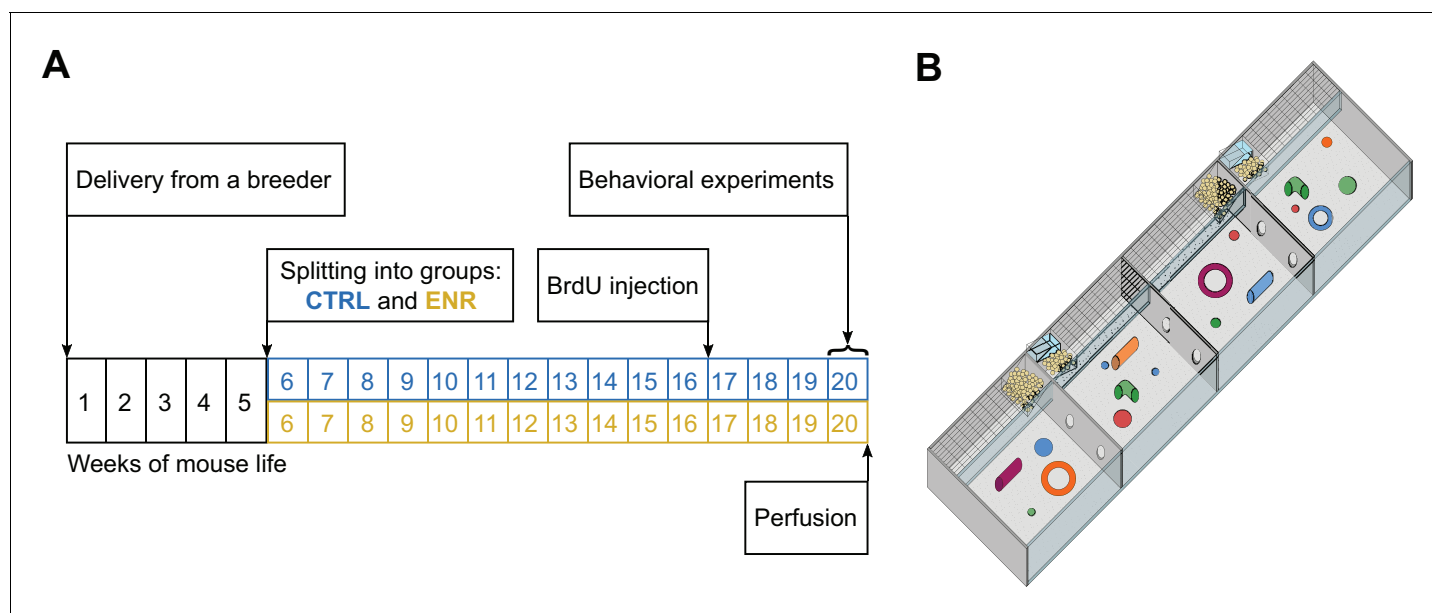 A
B
Delivery from a breeder
Behavioral experiments
Splitting into groups:
CTRL and ENR
BrdU injection
1 2 3 4 5
6 7 8 9 10 11 12 13 14 15 16 17 18 19 20
6 7 8 9 10 11 12 13 14 15 16 17 18 19 20
Weeks of mouse life
Perfusion